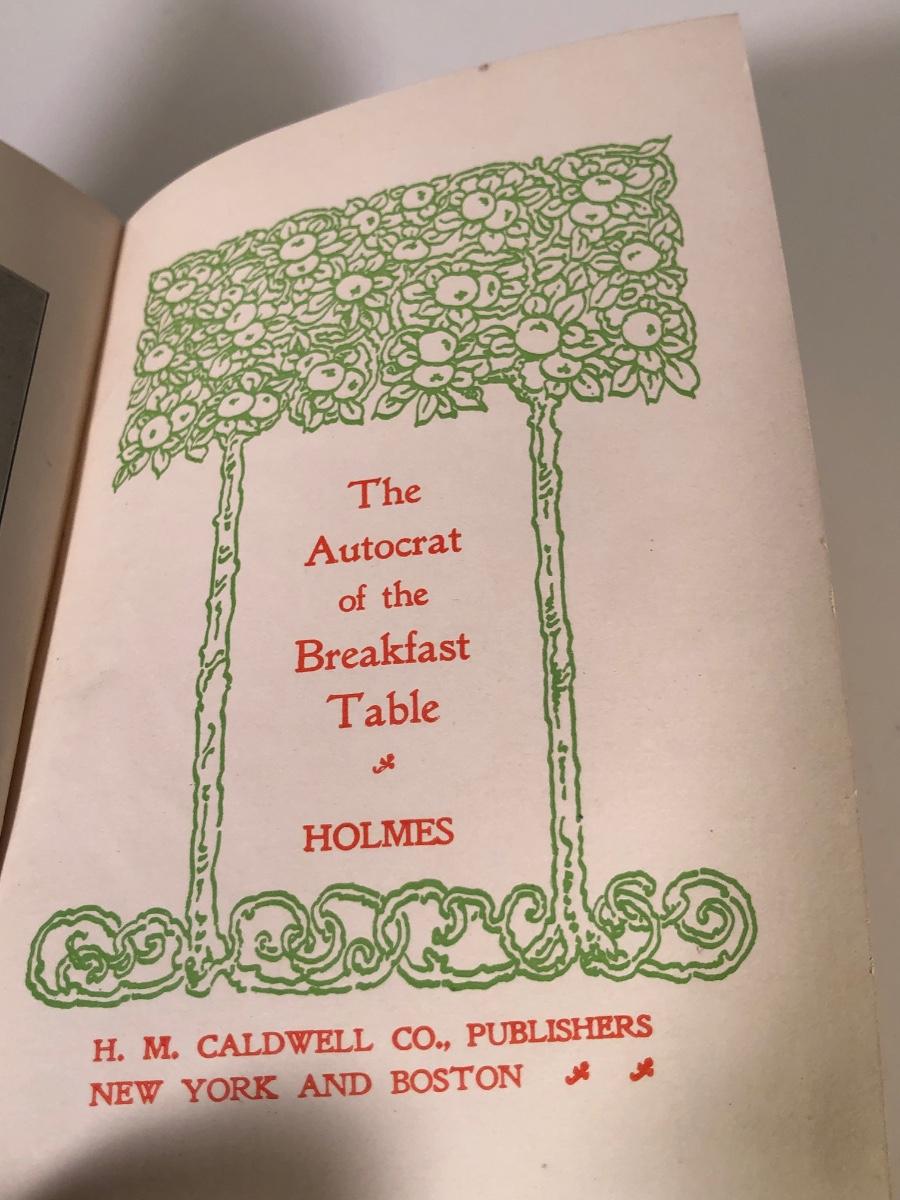 The
Autocrat
of the
Breakfast
Table
HOLMES
H. M. CALDWELL CO., PUBLISHERS
NEW YORK AND BOSTON